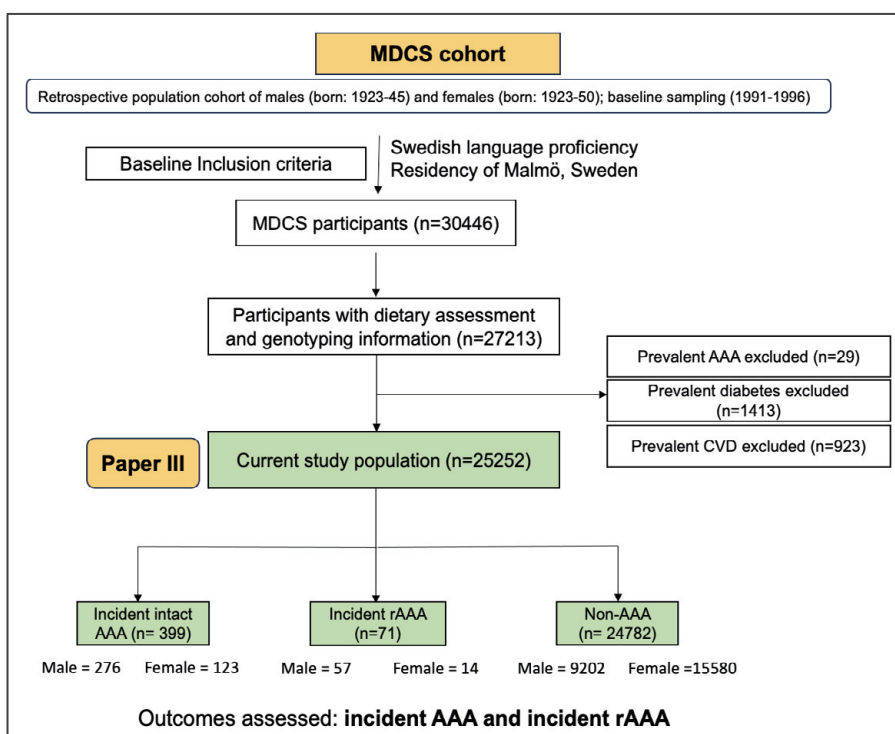 MDCS cohort
Retrospective population cohort of males (born: 1923-45) and females (born: 1923-50); baseline sampling (1991-1996)
Baseline Inclusion criteria
Swedish language proficiency
Residency of Malmö, Sweden
MDCS participants (n=30446)
Participants with dietary assessment
and genotyping information (n=27213)
Prevalent AAA excluded (n=29)
Prevalent diabetes excluded
(n=1413)
Prevalent CVD excluded (n=923)
Paper III
Current study population (n=25252)
Incident intact
AAA (n= 399)
Incident rAAA
(n=71)
Non-AAA
(n= 24782)
Male = 276 Female = 123
Male = 57 Female = 14
Male = 9202 Female =15580
Outcomes assessed: incident AAA and incident rAAA